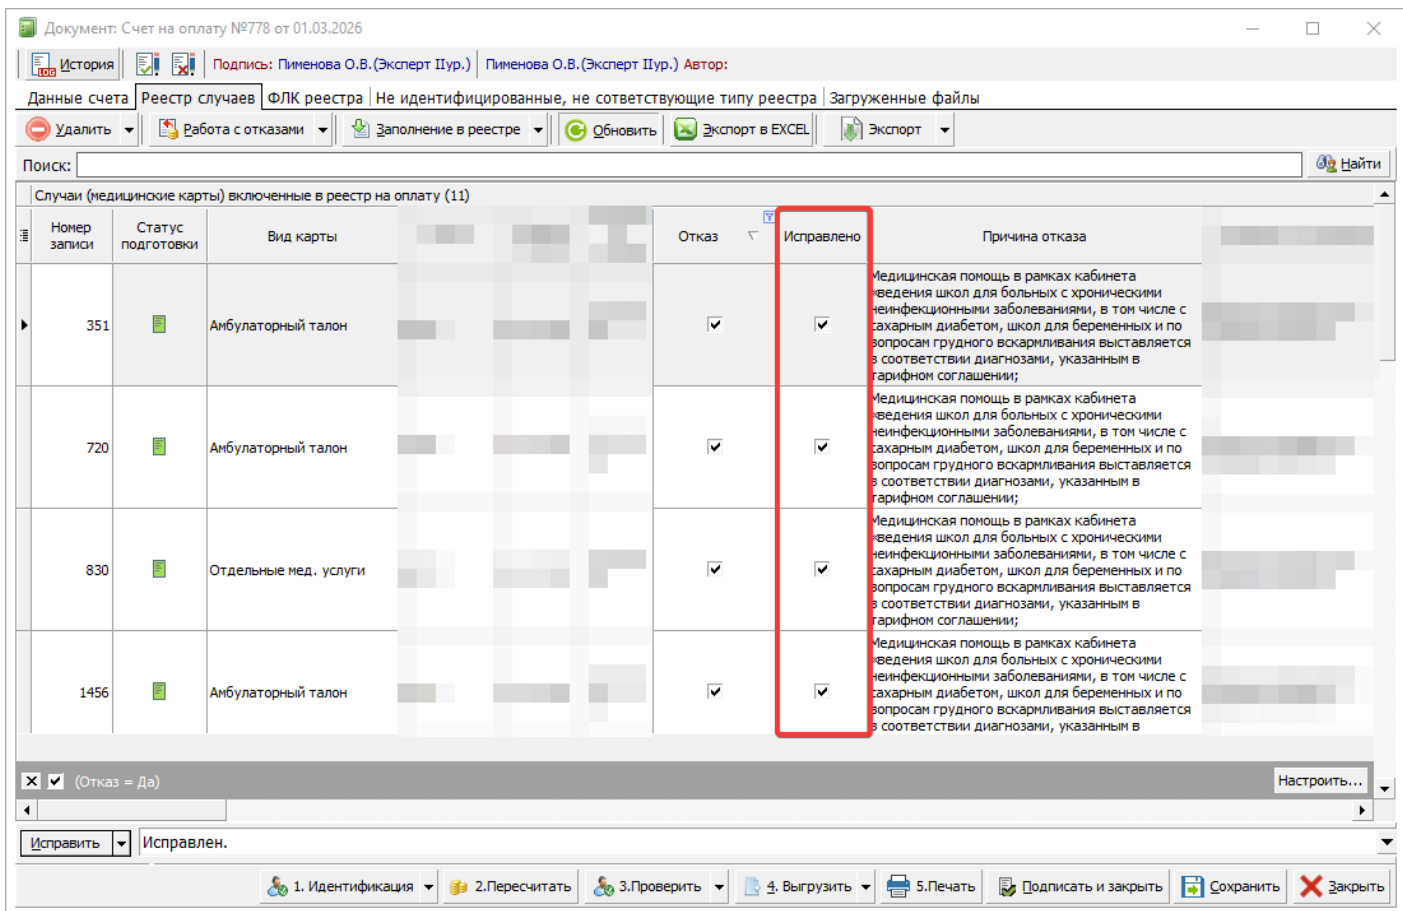 Документ: Счет на оплату №778 от 01.03.2026
LOG История Подпись: Пименова О.В.(Эксперт IIур.) Пименова О.В.(Эксперт IIур.) Автор:
Данные счета Реестр случаев ФЛК реестра Не идентифицированные, не сответствующие типу реестра Загруженные файлы
Удалить Работа с отказами Заполнение в реестре Обновить Экспорт в EXCEL Экспорт
Поиск: Найти
Случаи (медицинские карты) включенные в реестр на оплату (11)
Номер записи Статус подготовки Вид карты Отказ Исправлено Причина отказа
351 Амбулаторный талон
Медицинская помощь в рамках кабинета
«ведения школ для больных с хроническими
неинфекционными заболеваниями, в том числе с
сахарным диабетом, школ для беременных и по
вопросам грудного вскармливания выставляется
в соответствии диагнозами, указанным в
тарифном соглашении;
720 Амбулаторный талон
Медицинская помощь в рамках кабинета
«ведения школ для больных с хроническими
неинфекционными заболеваниями, в том числе с
сахарным диабетом, школ для беременных и по
вопросам грудного вскармливания выставляется
в соответствии диагнозами, указанным в
тарифном соглашении;
830 Отдельные мед. услуги
Медицинская помощь в рамках кабинета
«ведения школ для больных с хроническими
неинфекционными заболеваниями, в том числе с
сахарным диабетом, школ для беременных и по
вопросам грудного вскармливания выставляется
в соответствии диагнозами, указанным в
тарифном соглашении;
1456 Амбулаторный талон
Медицинская помощь в рамках кабинета
«ведения школ для больных с хроническими
неинфекционными заболеваниями, в том числе с
сахарным диабетом, школ для беременных и по
вопросам грудного вскармливания выставляется
в соответствии диагнозами, указанным в
(Отказ = Да) Настроить...
Исправить Исправлен.
1. Идентификация 2.Пересчитать 3.Проверить 4. Выгрузить 5.Печать Подписать и закрыть Сохранить Закрыть